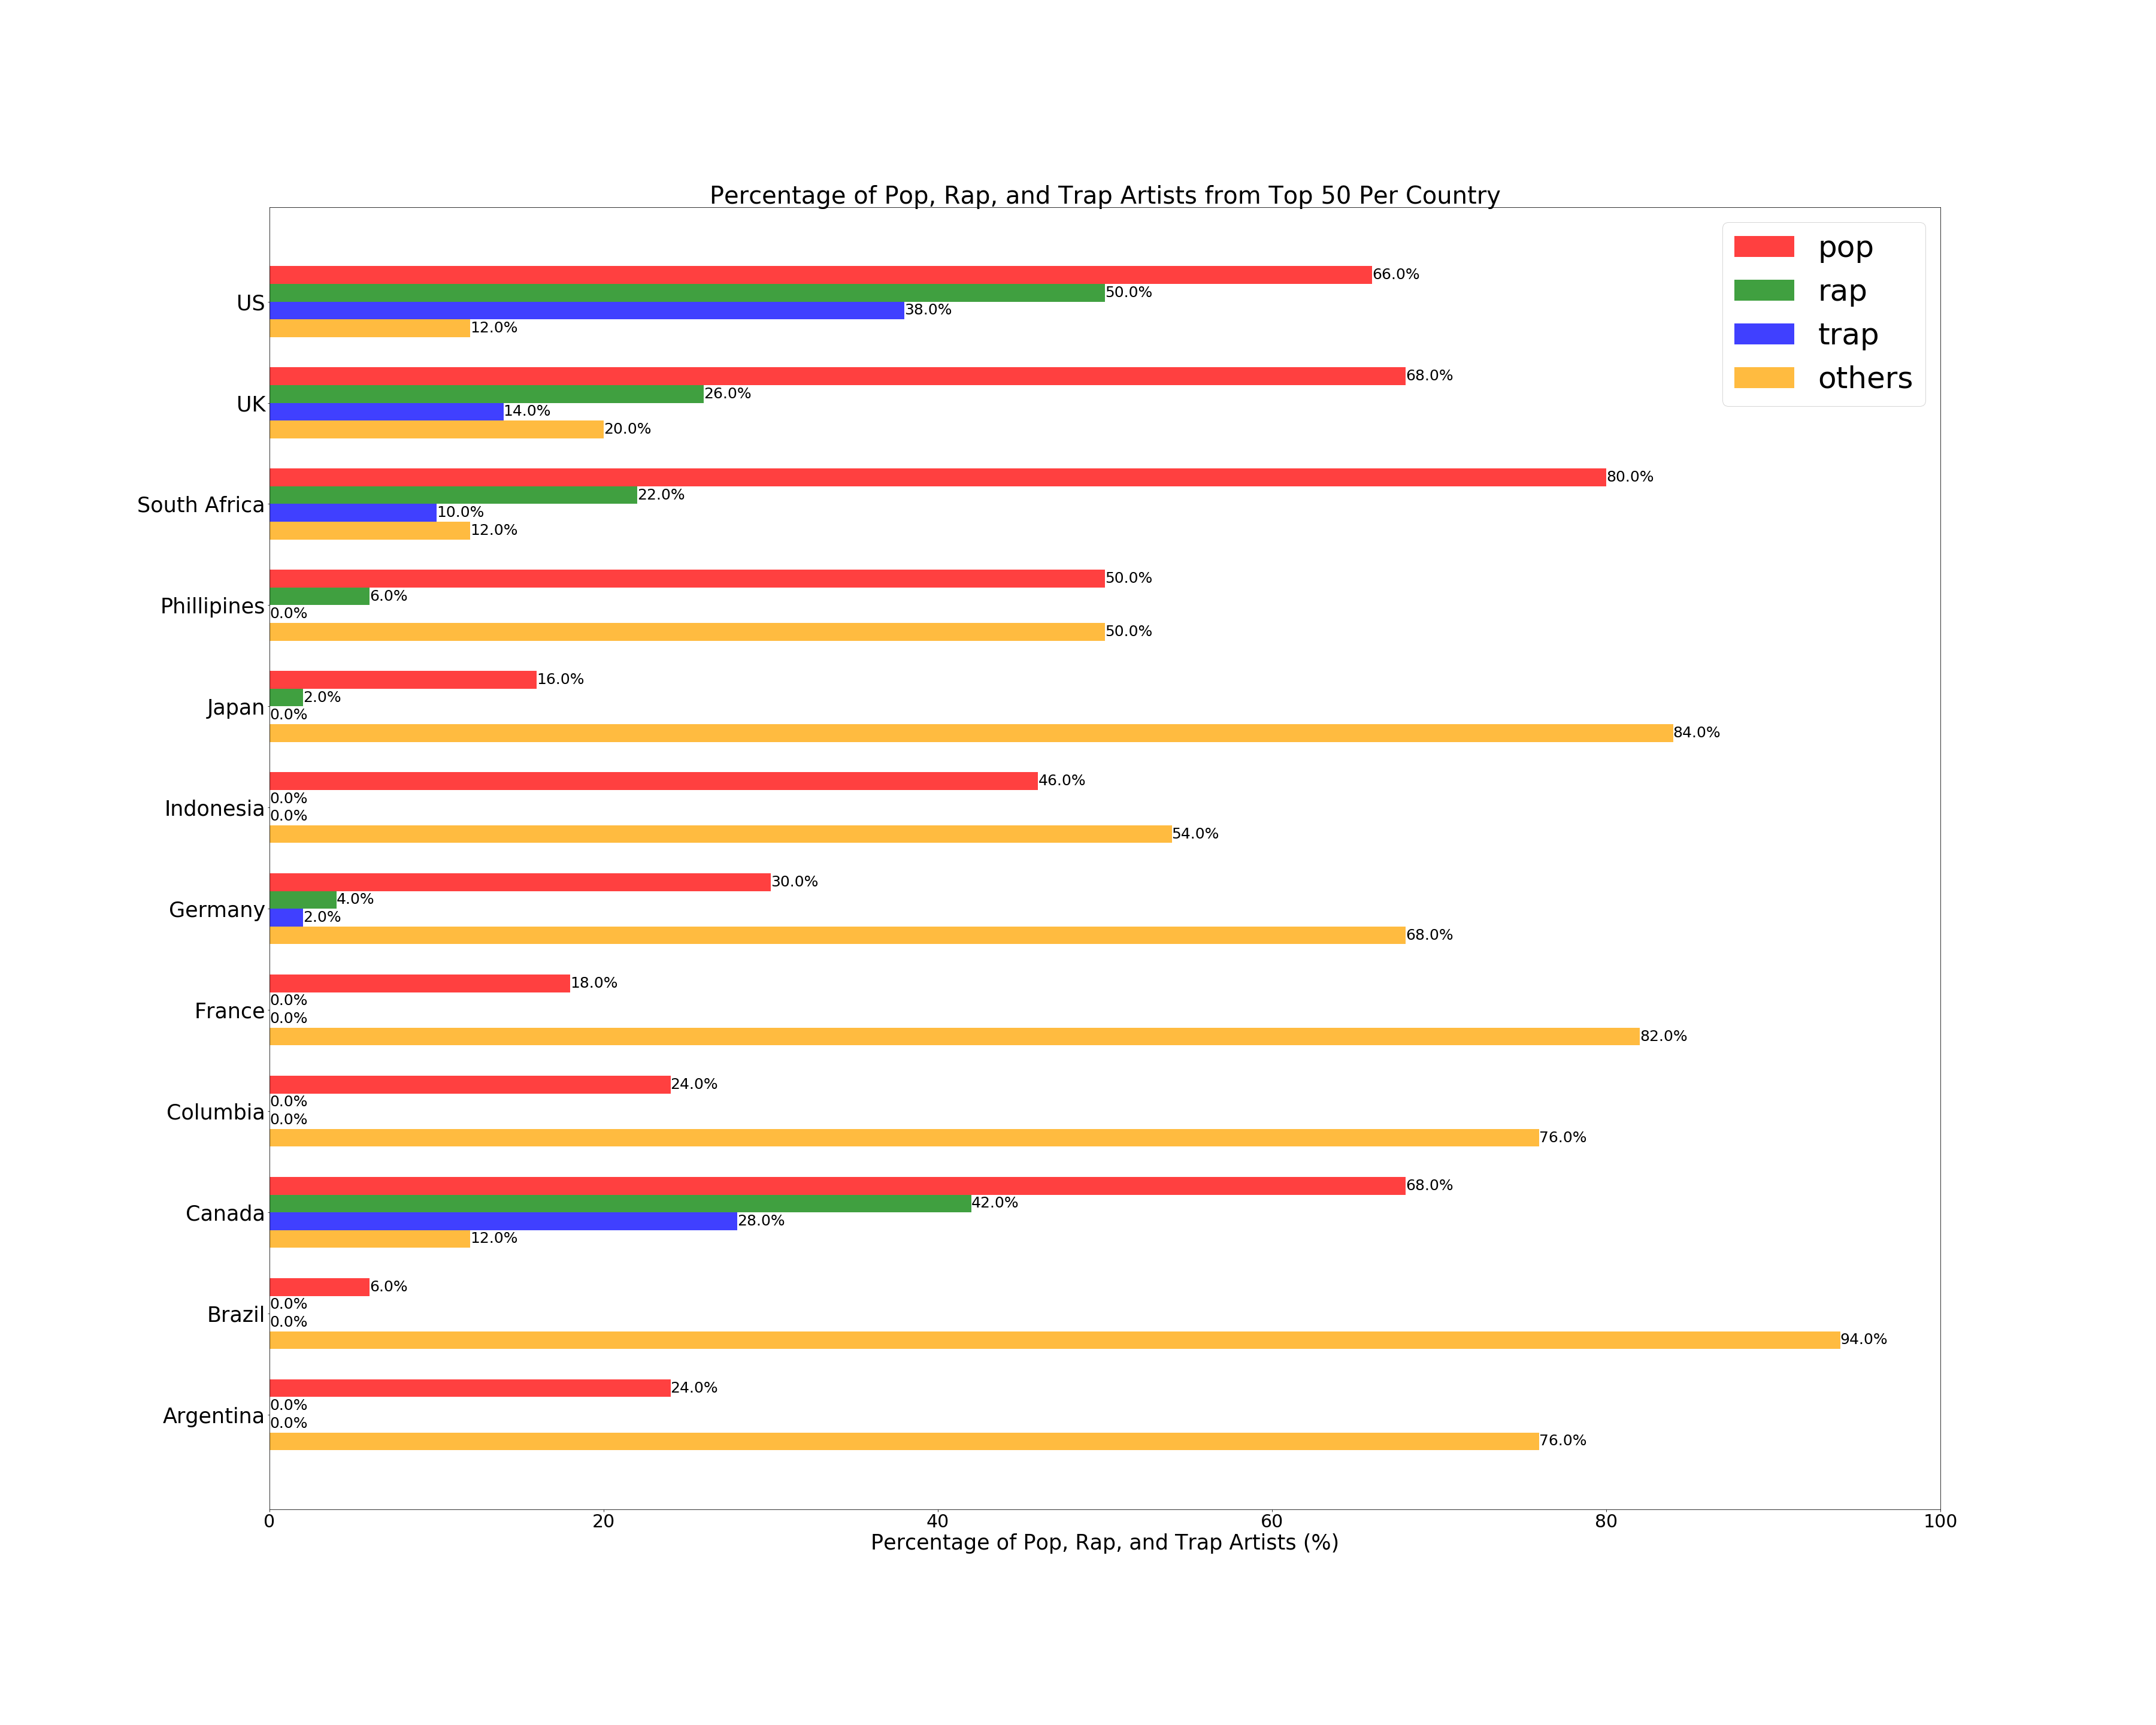 Percentage of Pop, Rap, and Trap Artists from Top 50 Per Country
pop
rap
trap
others
US
66.0%
50.0%
38.0%
12.0%
UK
68.0%
26.0%
14.0%
20.0%
South Africa
80.0%
22.0%
10.0%
12.0%
Phillipines
50.0%
6.0%
0.0%
50.0%
Japan
16.0%
2.0%
0.0%
84.0%
Indonesia
46.0%
0.0%
0.0%
54.0%
Germany
30.0%
4.0%
2.0%
68.0%
France
18.0%
0.0%
0.0%
82.0%
Columbia
24.0%
0.0%
0.0%
76.0%
Canada
68.0%
42.0%
28.0%
12.0%
Brazil
6.0%
0.0%
0.0%
94.0%
Argentina
24.0%
0.0%
0.0%
76.0%
0 20 40 60 80 100
Percentage of Pop, Rap, and Trap Artists (%)